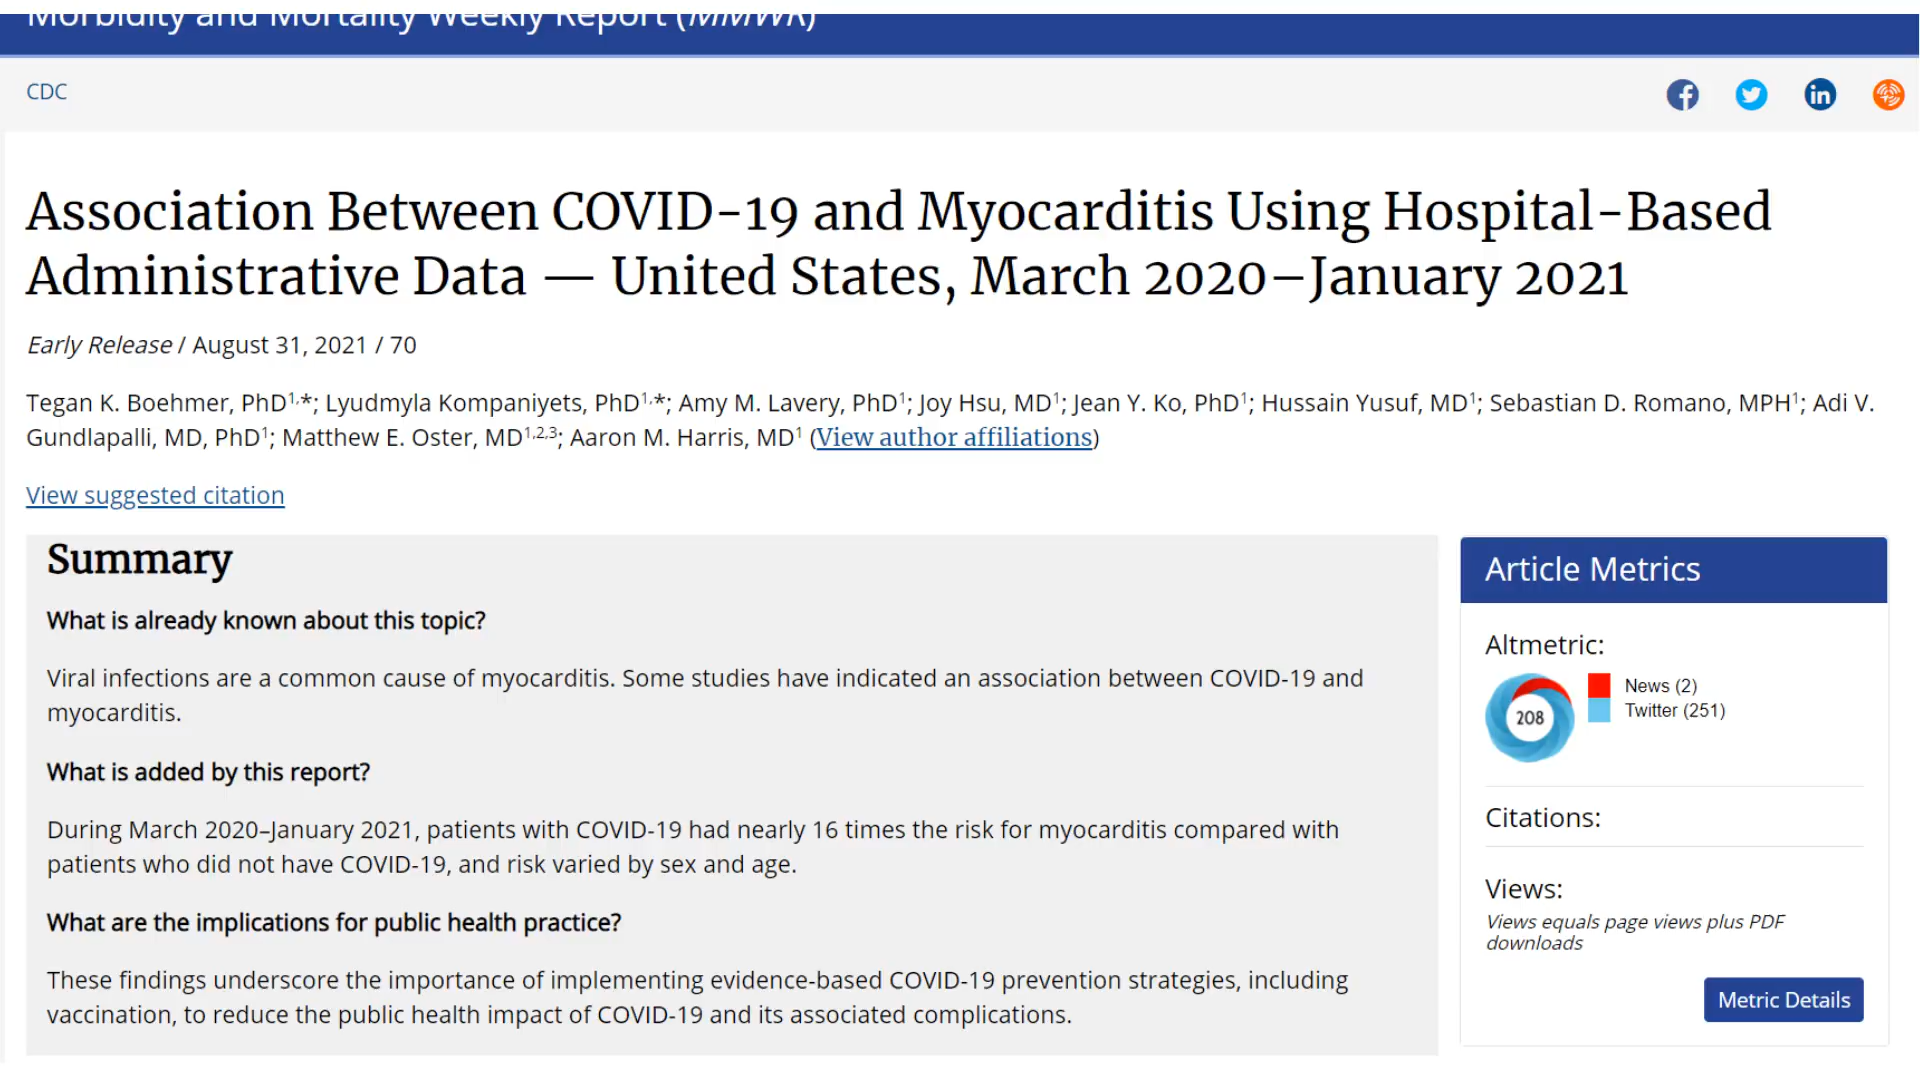 Morbidity and Mortality Weekly Report (MMWR)
CDC
Association Between COVID-19 and Myocarditis Using Hospital-Based
Administrative Data — United States, March 2020–January 2021
Early Release / August 31, 2021 / 70
Tegan K. Boehmer, PhD1,*; Lyudmyla Kompaniyets, PhD1,*; Amy M. Lavery, PhD1; Joy Hsu, MD1; Jean Y. Ko, PhD1; Hussain Yusuf, MD1; Sebastian D. Romano, MPH1; Adi V.
Gundlapalli, MD, PhD1; Matthew E. Oster, MD1,2,3; Aaron M. Harris, MD1 (View author affiliations)
View suggested citation
Summary
What is already known about this topic?
Viral infections are a common cause of myocarditis. Some studies have indicated an association between COVID-19 and
myocarditis.
What is added by this report?
During March 2020–January 2021, patients with COVID-19 had nearly 16 times the risk for myocarditis compared with
patients who did not have COVID-19, and risk varied by sex and age.
What are the implications for public health practice?
These findings underscore the importance of implementing evidence-based COVID-19 prevention strategies, including
vaccination, to reduce the public health impact of COVID-19 and its associated complications.
Article Metrics
Altmetric:
208
News (2)
Twitter (251)
Citations:
Views:
Views equals page views plus PDF
downloads
Metric Details